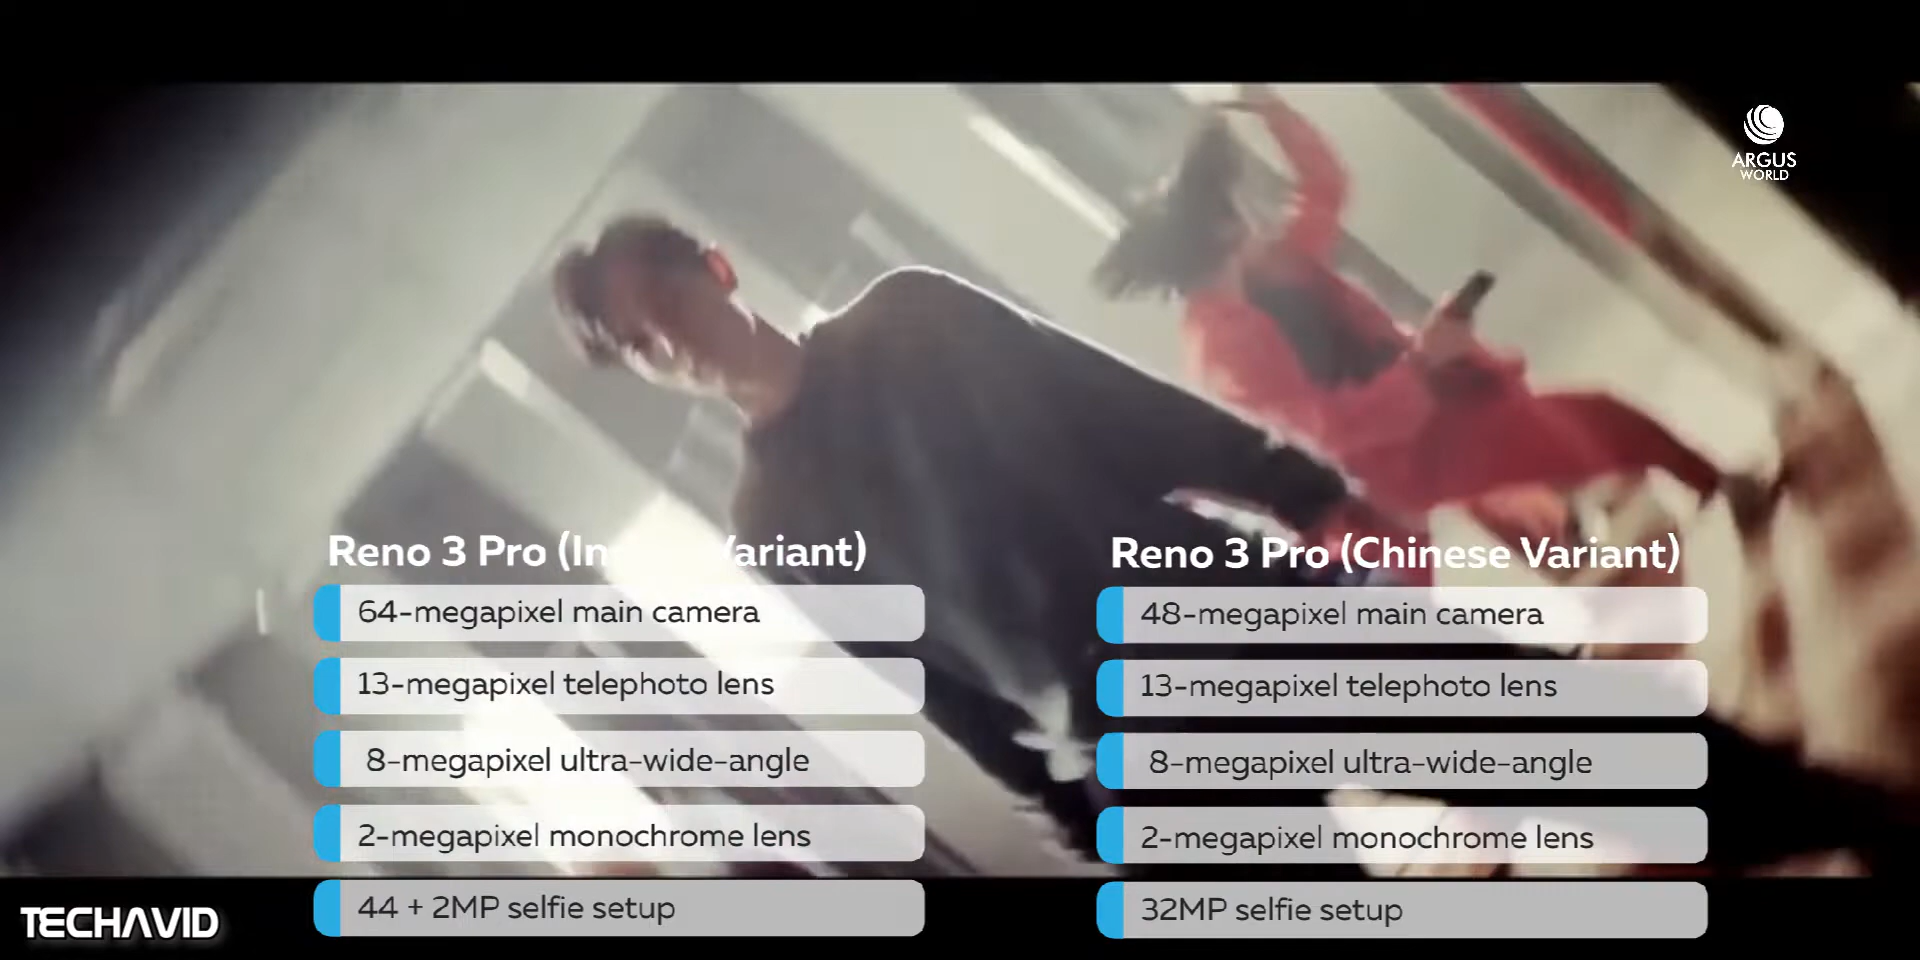 ARGUS
WORLD
Reno 3 Pro (In ariant)
64-megapixel main camera
13-megapixel telephoto lens
8-megapixel ultra-wide-angle
2-megapixel monochrome lens
44 + 2MP selfie setup
Reno 3 Pro (Chinese Variant)
48-megapixel main camera
13-megapixel telephoto lens
8-megapixel ultra-wide-angle
2-megapixel monochrome lens
32MP selfie setup
TECHAVID